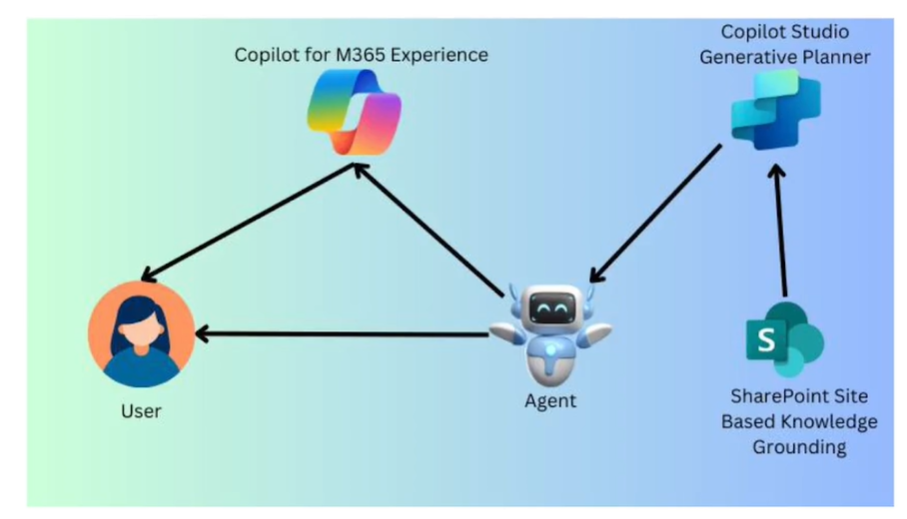 Copilot for M365 Experience
Copilot Studio
Generative Planner
User
Agent
S
SharePoint Site
Based Knowledge
Grounding